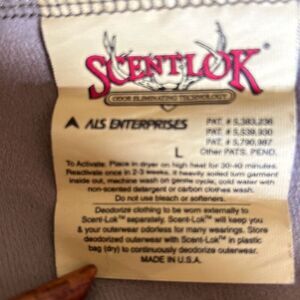 SCENTLOK™
ODOR ELIMINATING TECHNOLOGY
ALS ENTERPRISES
PAT. # 5,383,236
PAT. # 5,539,930
PAT. # 5,790,987
L
Other PATS. PEND.
To Activate: Place in dryer on high heat for 30-40 minutes.
Reactivate once in 2-3 weeks, if heavily soiled turn garment
inside out, machine wash on gentle cycle, cold water with
non-scented detergent or carbon clothes wash.
Do not use bleach or softeners.
Deodorize clothing to be worn externally to
Scent-Lok™ separately. Scent-Lok™ will keep you
& your outerwear odorless for many wearings. Store
deodorized outerwear with Scent-Lok™ in plastic
bag (dry) to continuously deodorize outerwear.
MADE IN U.S.A.